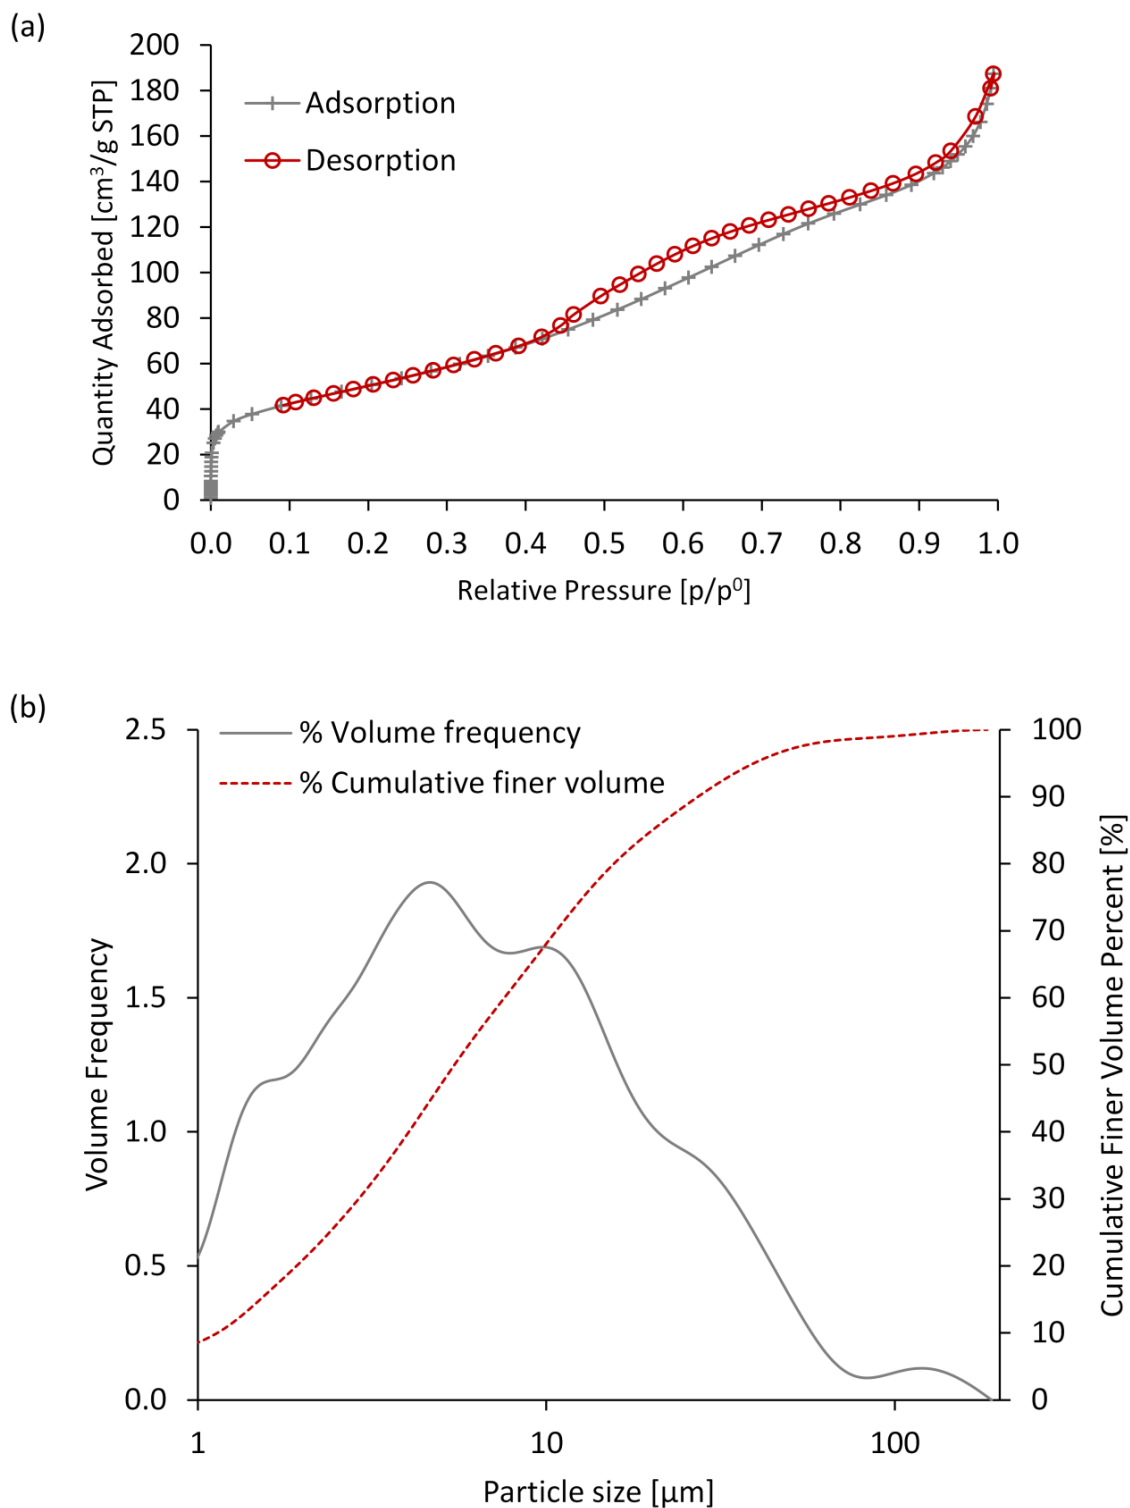 (a)
200
180
160
140
120
100
80
60
40
20
0
Quantity Adsorbed [cm³/g STP]
Adsorption
Desorption
0.0 0.1 0.2 0.3 0.4 0.5 0.6 0.7 0.8 0.9 1.0
Relative Pressure [p/p⁰]
(b)
2.5
2.0
1.5
1.0
0.5
0.0
Volume Frequency
% Volume frequency
% Cumulative finer volume
100
90
80
70
60
50
40
30
20
10
0
Cumulative Finer Volume Percent [%]
1 10 100
Particle size [µm]